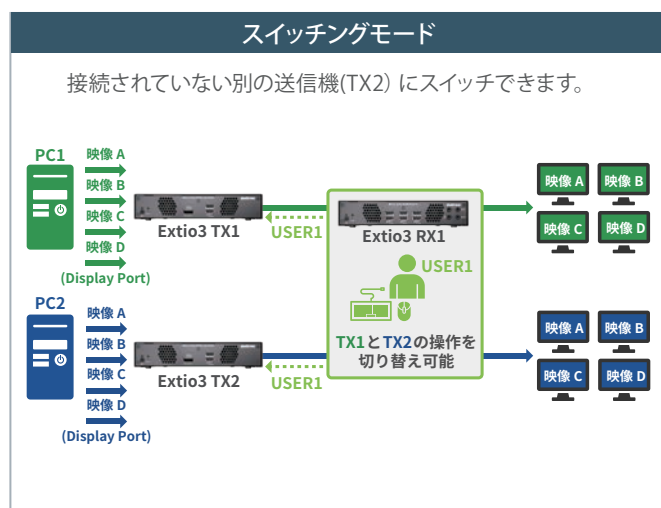 スイッチングモード
接続されていない別の送信機(TX2）にスイッチできます。
PC1
映像 A
映像 B
映像 C
映像 D
(Display Port)
Extio3 TX1
USER1
Extio3 RX1
USER1
TX1とTX2の操作を
切り替え可能
映像 A
映像 B
映像 C
映像 D
PC2
映像 A
映像 B
映像 C
映像 D
(Display Port)
Extio3 TX2
USER1
映像 A
映像 B
映像 C
映像 D